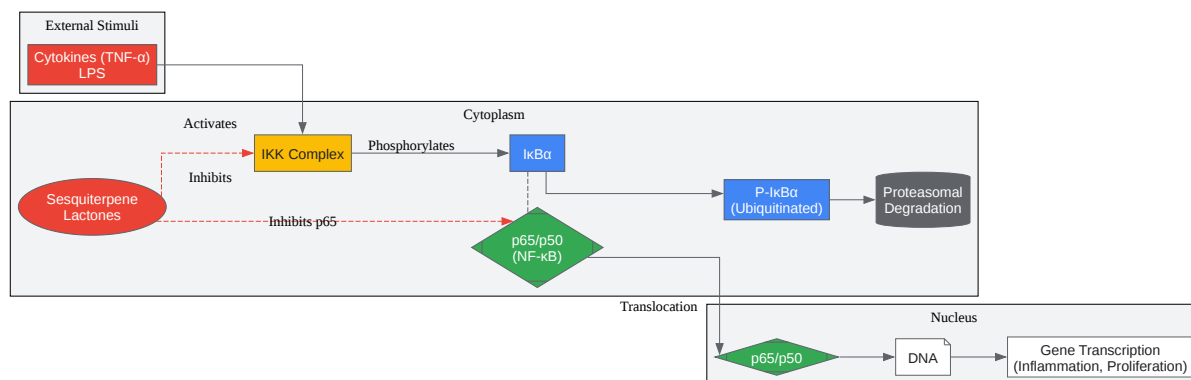 External Stimuli
Cytokines (TNF-α)
LPS
Cytoplasm
Activates
IKK Complex
Phosphorylates
IκBα
Inhibits
Sesquiterpene
Lactones
Inhibits p65
P-IκBα
(Ubiquitinated)
Proteasomal
Degradation
p65/p50
(NF-κB)
Translocation
Nucleus
p65/p50
DNA
Gene Transcription
(Inflammation, Proliferation)